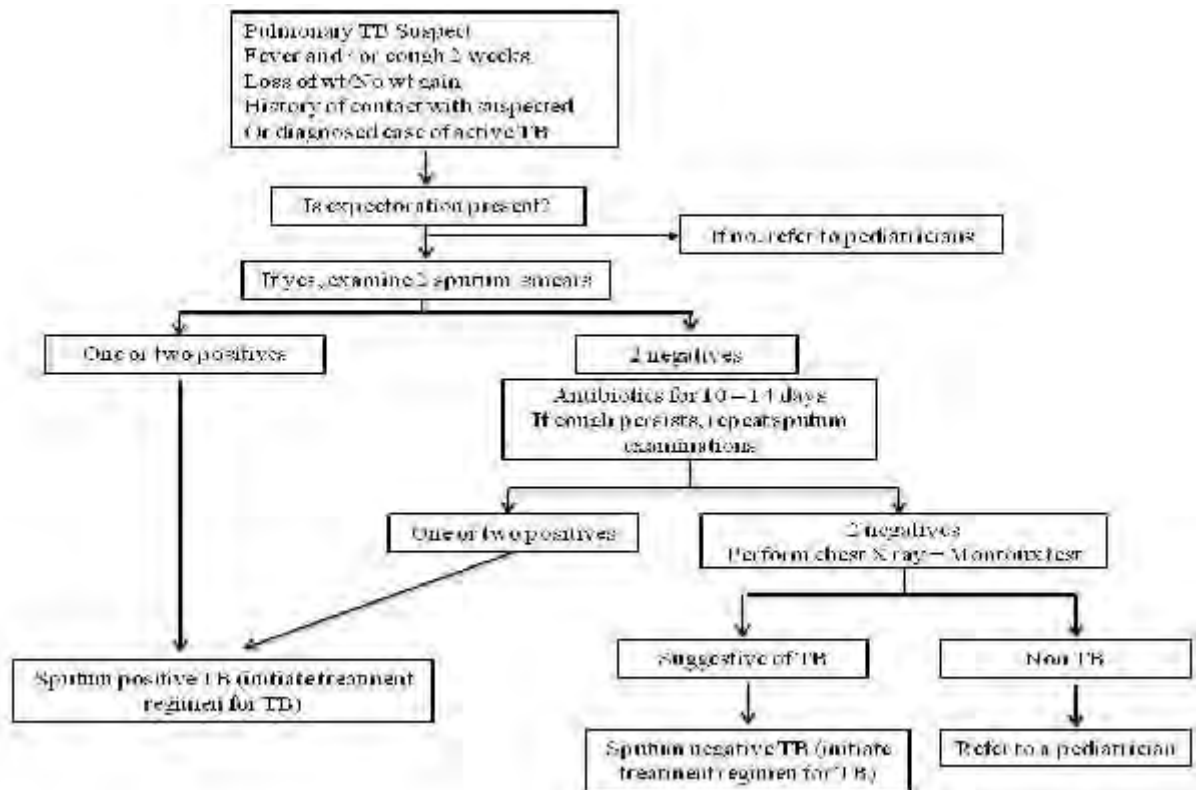 Pulmonary TB Suspect
Fever and / or cough 2 weeks
Loss of wt/No wt gain
History of contact with suspected
Or diagnosed case of active TB
Is expectoration present?
If no, refer to pediatricians
If yes, examine 2 sputum smears
One or two positives
2 negatives
Antibiotics for 10 – 14 days
If cough persists, repeat sputum
examinations
One or two positives
2 negatives
Perform chest X ray – Montoux test
Suggestive of TB
Non TB
Sputum positive TB (initiate treatment
regimen for TB)
Sputum negative TB (initiate
treatment regimen for TB)
Refer to a pediatrician